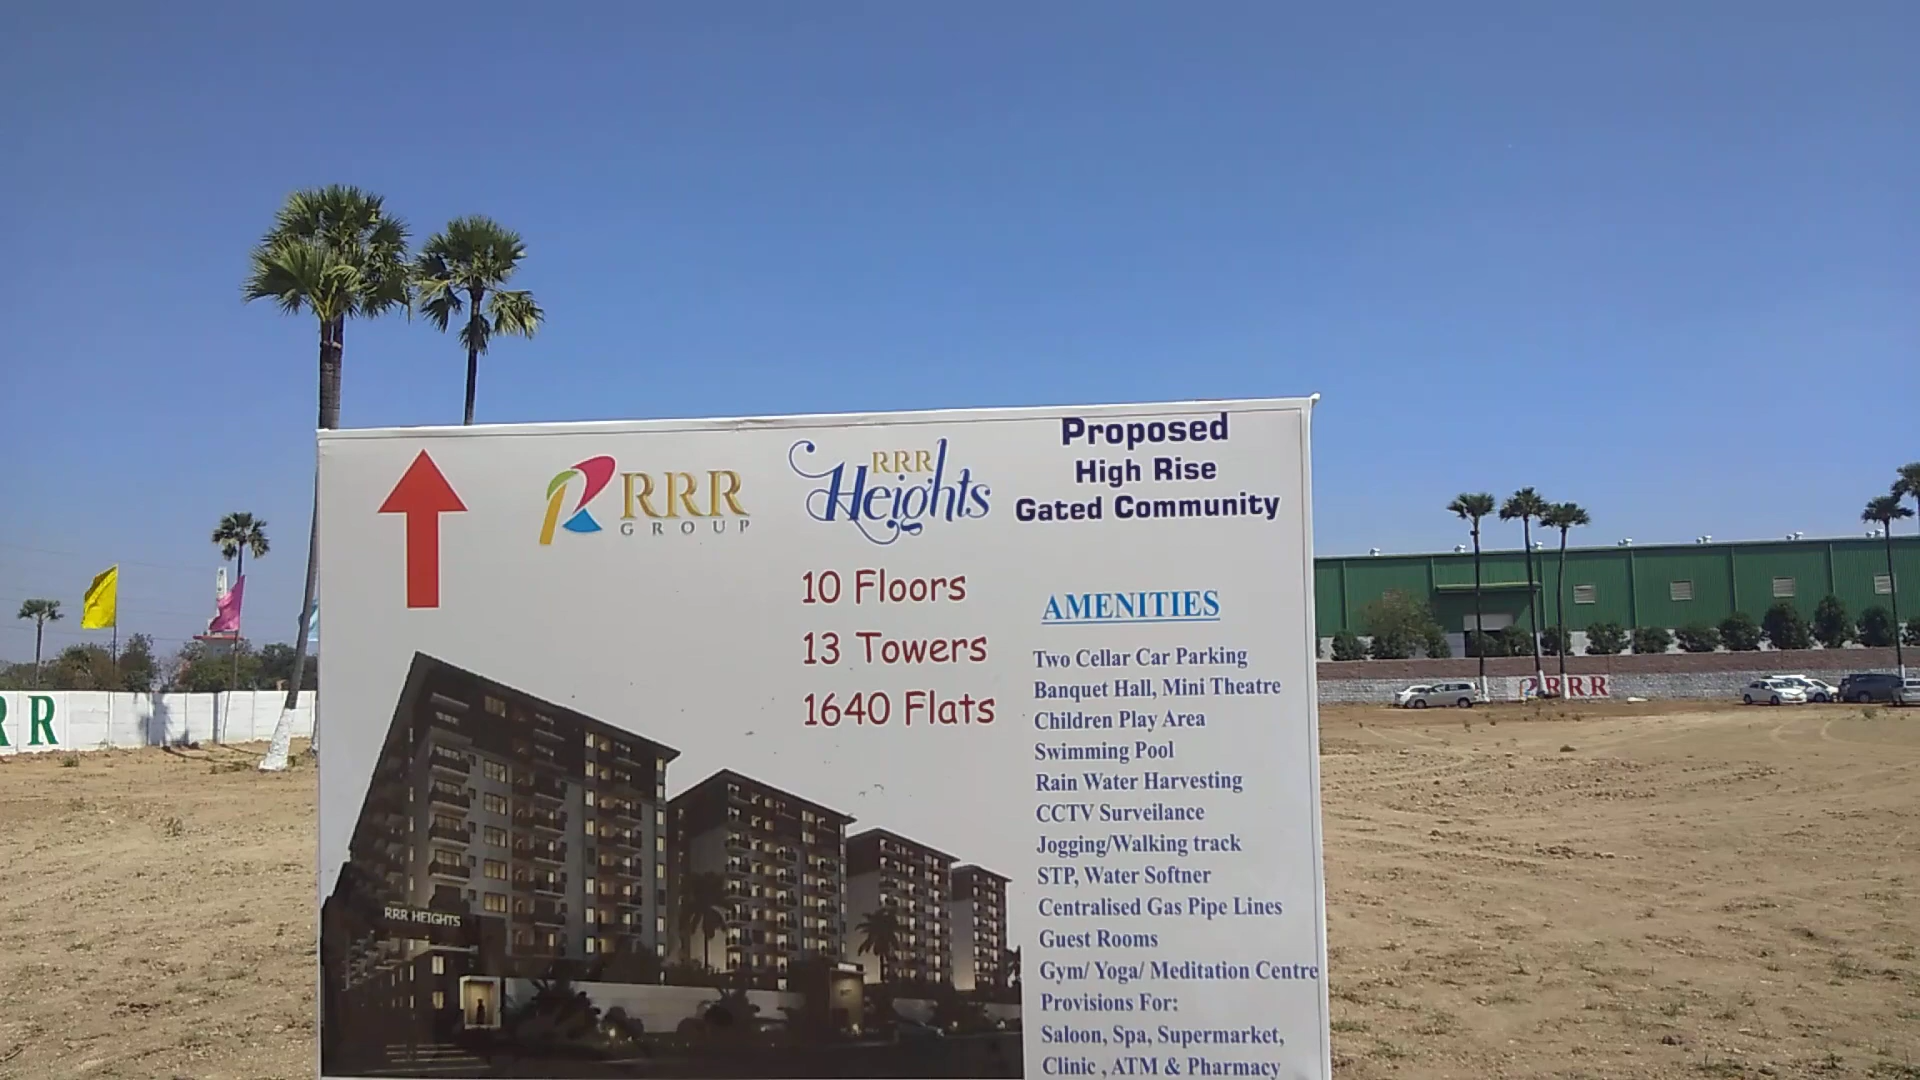 RRR
GROUP
RRR
Heights
Proposed
High Rise
Gated Community
10 Floors
13 Towers
1640 Flats
AMENITIES
Two Cellar Car Parking
Banquet Hall, Mini Theatre
Children Play Area
Swimming Pool
Rain Water Harvesting
CCTV Surveilance
Jogging/Walking track
STP, Water Softner
Centralised Gas Pipe Lines
Guest Rooms
Gym/ Yoga/ Meditation Centre
Provisions For:
Saloon, Spa, Supermarket,
Clinic , ATM & Pharmacy
RRR HEIGHTS
RR
RRR